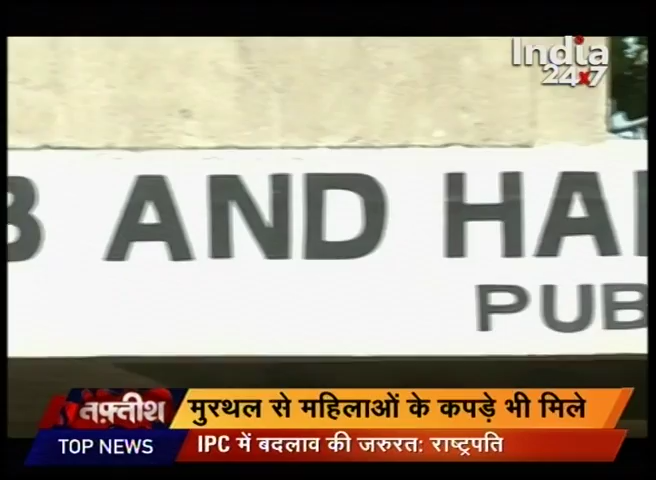 India
24x7
B AND HA
PUB
तफ़्तीश
मुरथल से महिलाओं के कपड़े भी मिले
TOP NEWS
IPC में बदलाव की जरुरत: राष्ट्रपति